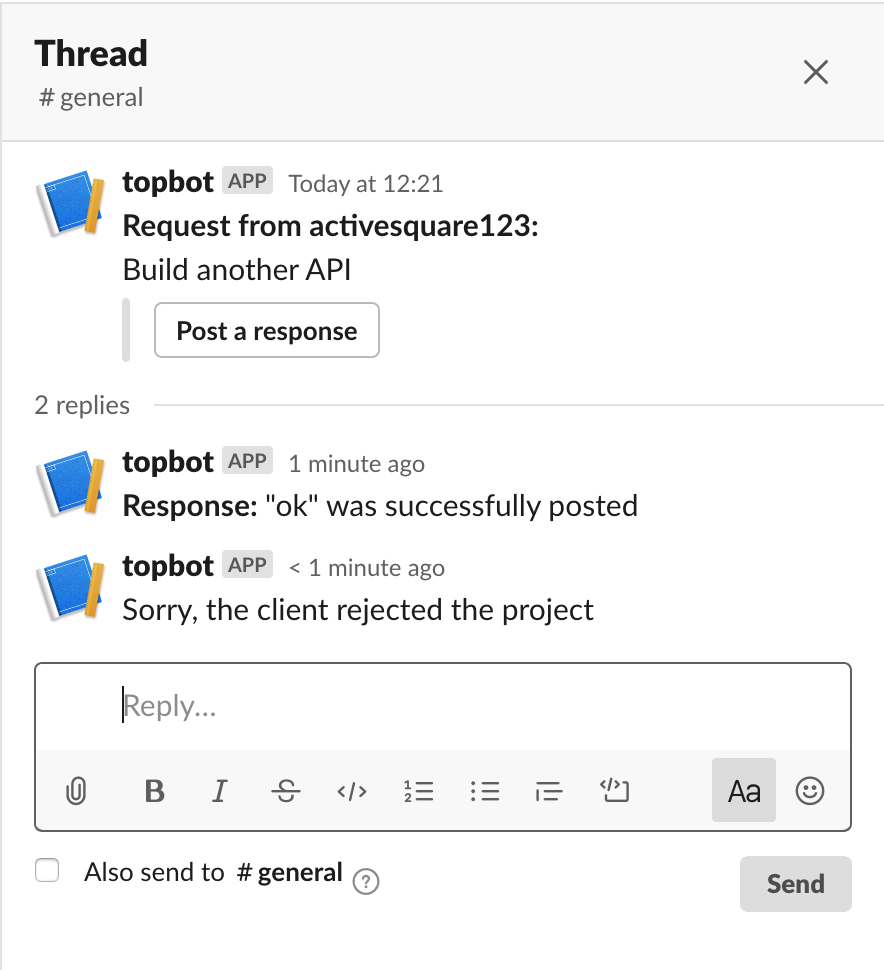 Thread
# general
topbot APP Today at 12:21
Request from activesquare123:
Build another API
Post a response
2 replies
topbot APP 1 minute ago
Response: "ok" was successfully posted
topbot APP < 1 minute ago
Sorry, the client rejected the project
Reply...
B I S </> Aa
Also send to # general ?
Send